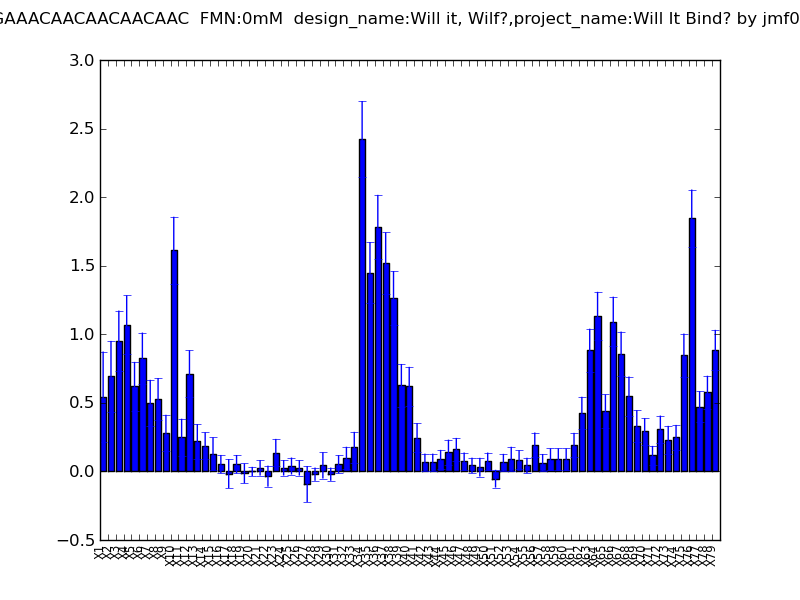 GAAACAACAACAACAAC FMN:0mM design_name:Will it, Wilf?,project_name:Will It Bind? by jmf0
3.0
2.5
2.0
1.5
1.0
0.5
0.0
−0.5
X1
X2
X3
X4
X5
X6
X7
X8
X9
X10
X11
X12
X13
X14
X15
X16
X17
X18
X19
X20
X21
X22
X23
X24
X25
X26
X27
X28
X29
X30
X31
X32
X33
X34
X35
X36
X37
X38
X39
X40
X41
X42
X43
X44
X45
X46
X47
X48
X49
X50
X51
X52
X53
X54
X55
X56
X57
X58
X59
X60
X61
X62
X63
X64
X65
X66
X67
X68
X69
X70
X71
X72
X73
X74
X75
X76
X77
X78
X79